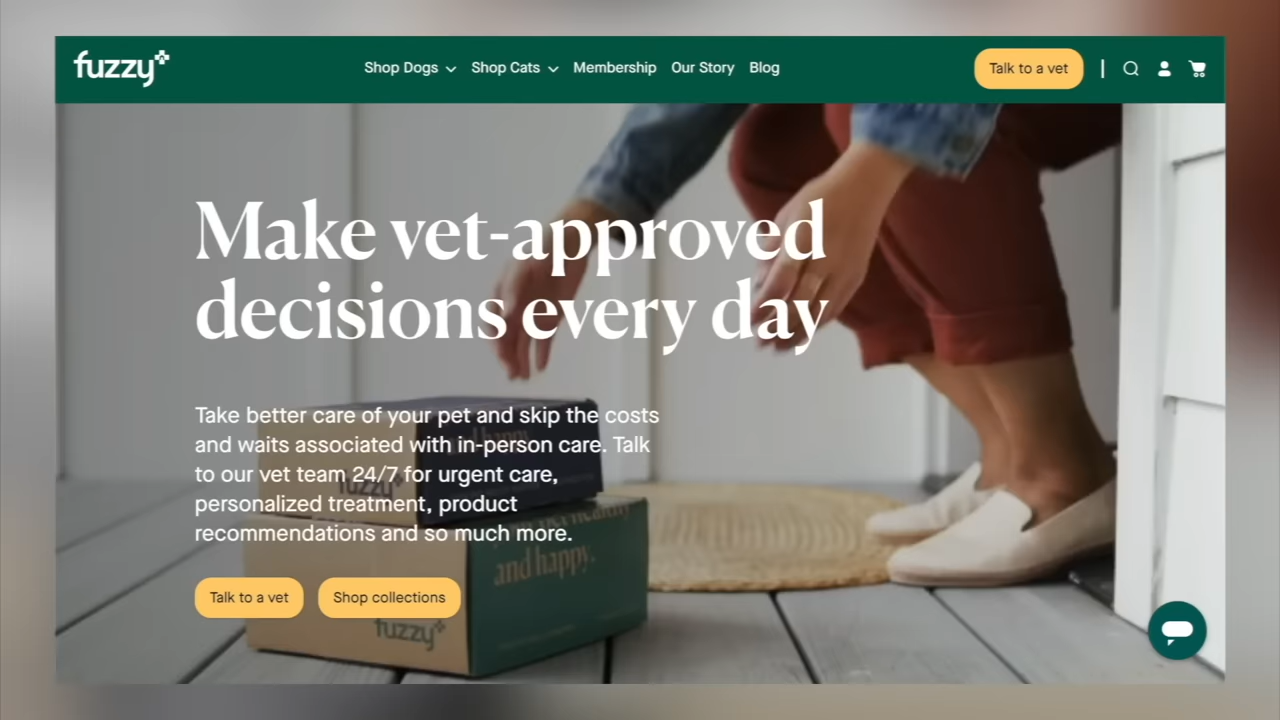 fuzzy
Shop Dogs Shop Cats Membership Our Story Blog
Talk to a vet
Make vet-approved
decisions every day
Take better care of your pet and skip the costs
and waits associated with in-person care. Talk
to our vet team 24/7 for urgent care,
personalized treatment, product
recommendations and so much more.
Talk to a vet
Shop collections
fuzzy
and happy.
fuzzy